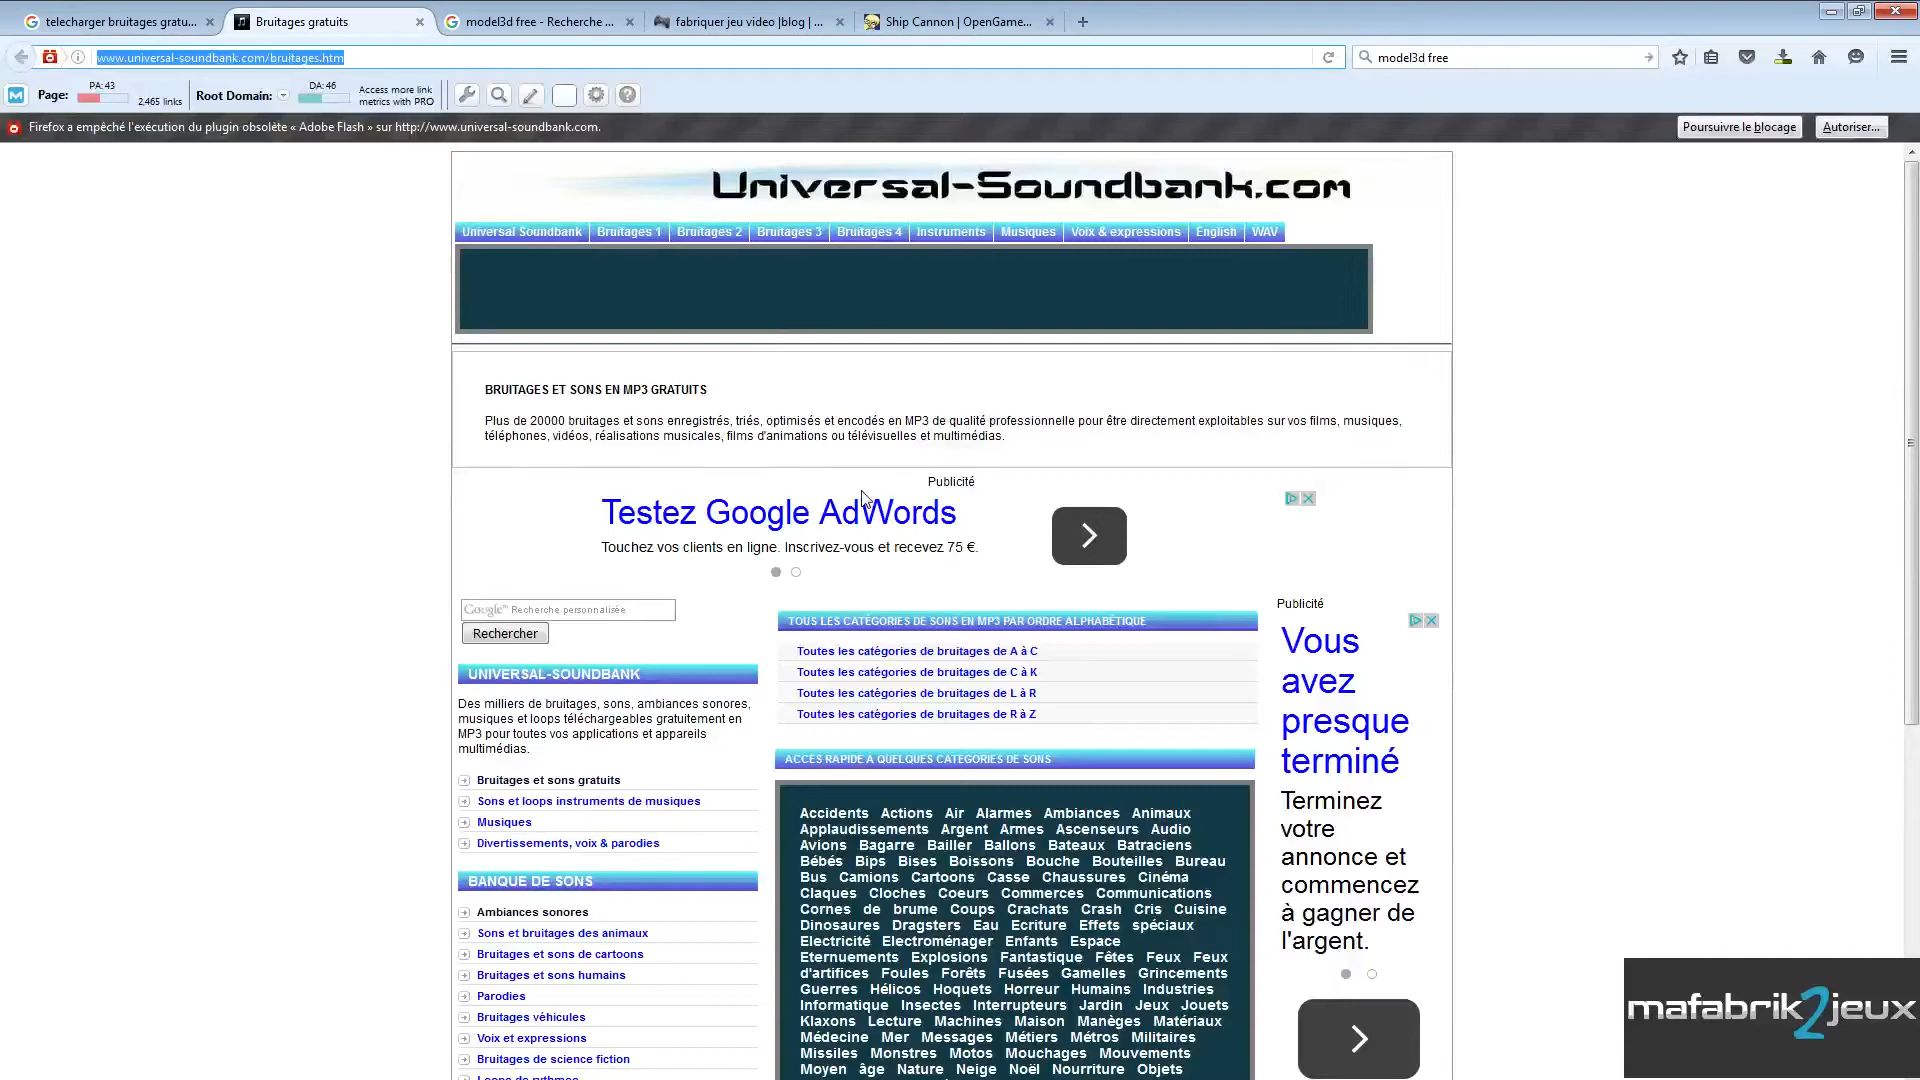 telecharger bruitages gratu...
Bruitages gratuits
model3d free - Recherche ...
fabriquer jeu video |blog | ...
Ship Cannon | OpenGame...
www.universal-soundbank.com/bruitages.htm
model3d free
Page:
PA: 43
2,465 links
Root Domain:
DA: 46
Access more link
metrics with PRO
Firefox a empêché l'exécution du plugin obsolète « Adobe Flash » sur http://www.universal-soundbank.com.
Poursuivre le blocage
Autoriser...
Universal-Soundbank.com
Universal Soundbank
Bruitages 1
Bruitages 2
Bruitages 3
Bruitages 4
Instruments
Musiques
Voix & expressions
English
WAV
BRUITAGES ET SONS EN MP3 GRATUITS
Plus de 20000 bruitages et sons enregistrés, triés, optimisés et encodés en MP3 de qualité professionnelle pour être directement exploitables sur vos films, musiques,
téléphones, vidéos, réalisations musicales, films d'animations ou télévisuelles et multimédias.
Publicité
Testez Google AdWords
Touchez vos clients en ligne. Inscrivez-vous et recevez 75 €.
Google™ Recherche personnalisée
Rechercher
UNIVERSAL-SOUNDBANK
Des milliers de bruitages, sons, ambiances sonores,
musiques et loops téléchargeables gratuitement en
MP3 pour toutes vos applications et appareils
multimédias.
Bruitages et sons gratuits
Sons et loops instruments de musiques
Musiques
Divertissements, voix & parodies
BANQUE DE SONS
Ambiances sonores
Sons et bruitages des animaux
Bruitages et sons de cartoons
Bruitages et sons humains
Parodies
Bruitages véhicules
Voix et expressions
Bruitages de science fiction
Loops de rythmes
TOUS LES CATÉGORIES DE SONS EN MP3 PAR ORDRE ALPHABÉTIQUE
Toutes les catégories de bruitages de A à C
Toutes les catégories de bruitages de C à K
Toutes les catégories de bruitages de L à R
Toutes les catégories de bruitages de R à Z
ACCÈS RAPIDE A QUELQUES CATEGORIES DE SONS
Accidents Actions Air Alarmes Ambiances Animaux
Applaudissements Argent Armes Ascenseurs Audio
Avions Bagarre Bailler Ballons Bateaux Batraciens
Bébés Bips Bises Boissons Bouche Bouteilles Bureau
Bus Camions Cartoons Casse Chaussures Cinéma
Claques Cloches Coeurs Commerces Communications
Cornes de brume Coups Crachats Crash Cris Cuisine
Dinosaures Dragsters Eau Ecriture Effets spéciaux
Electricité Electroménager Enfants Espace
Eternuements Explosions Fantastique Fêtes Feux Feux
d'artifices Foules Forêts Fusées Gamelles Grincements
Guerres Hélicos Hoquets Horreur Humains Industries
Informatique Insectes Interrupteurs Jardin Jeux Jouets
Klaxons Lecture Machines Maison Manèges Matériaux
Médecine Mer Messages Métiers Métros Militaires
Missiles Monstres Motos Mouchages Mouvements
Moyen âge Nature Neige Noël Nourriture Objets
Publicité
Vous
avez
presque
terminé
Terminez
votre
annonce et
commencez
à gagner de
l'argent.
mafabrik2jeux